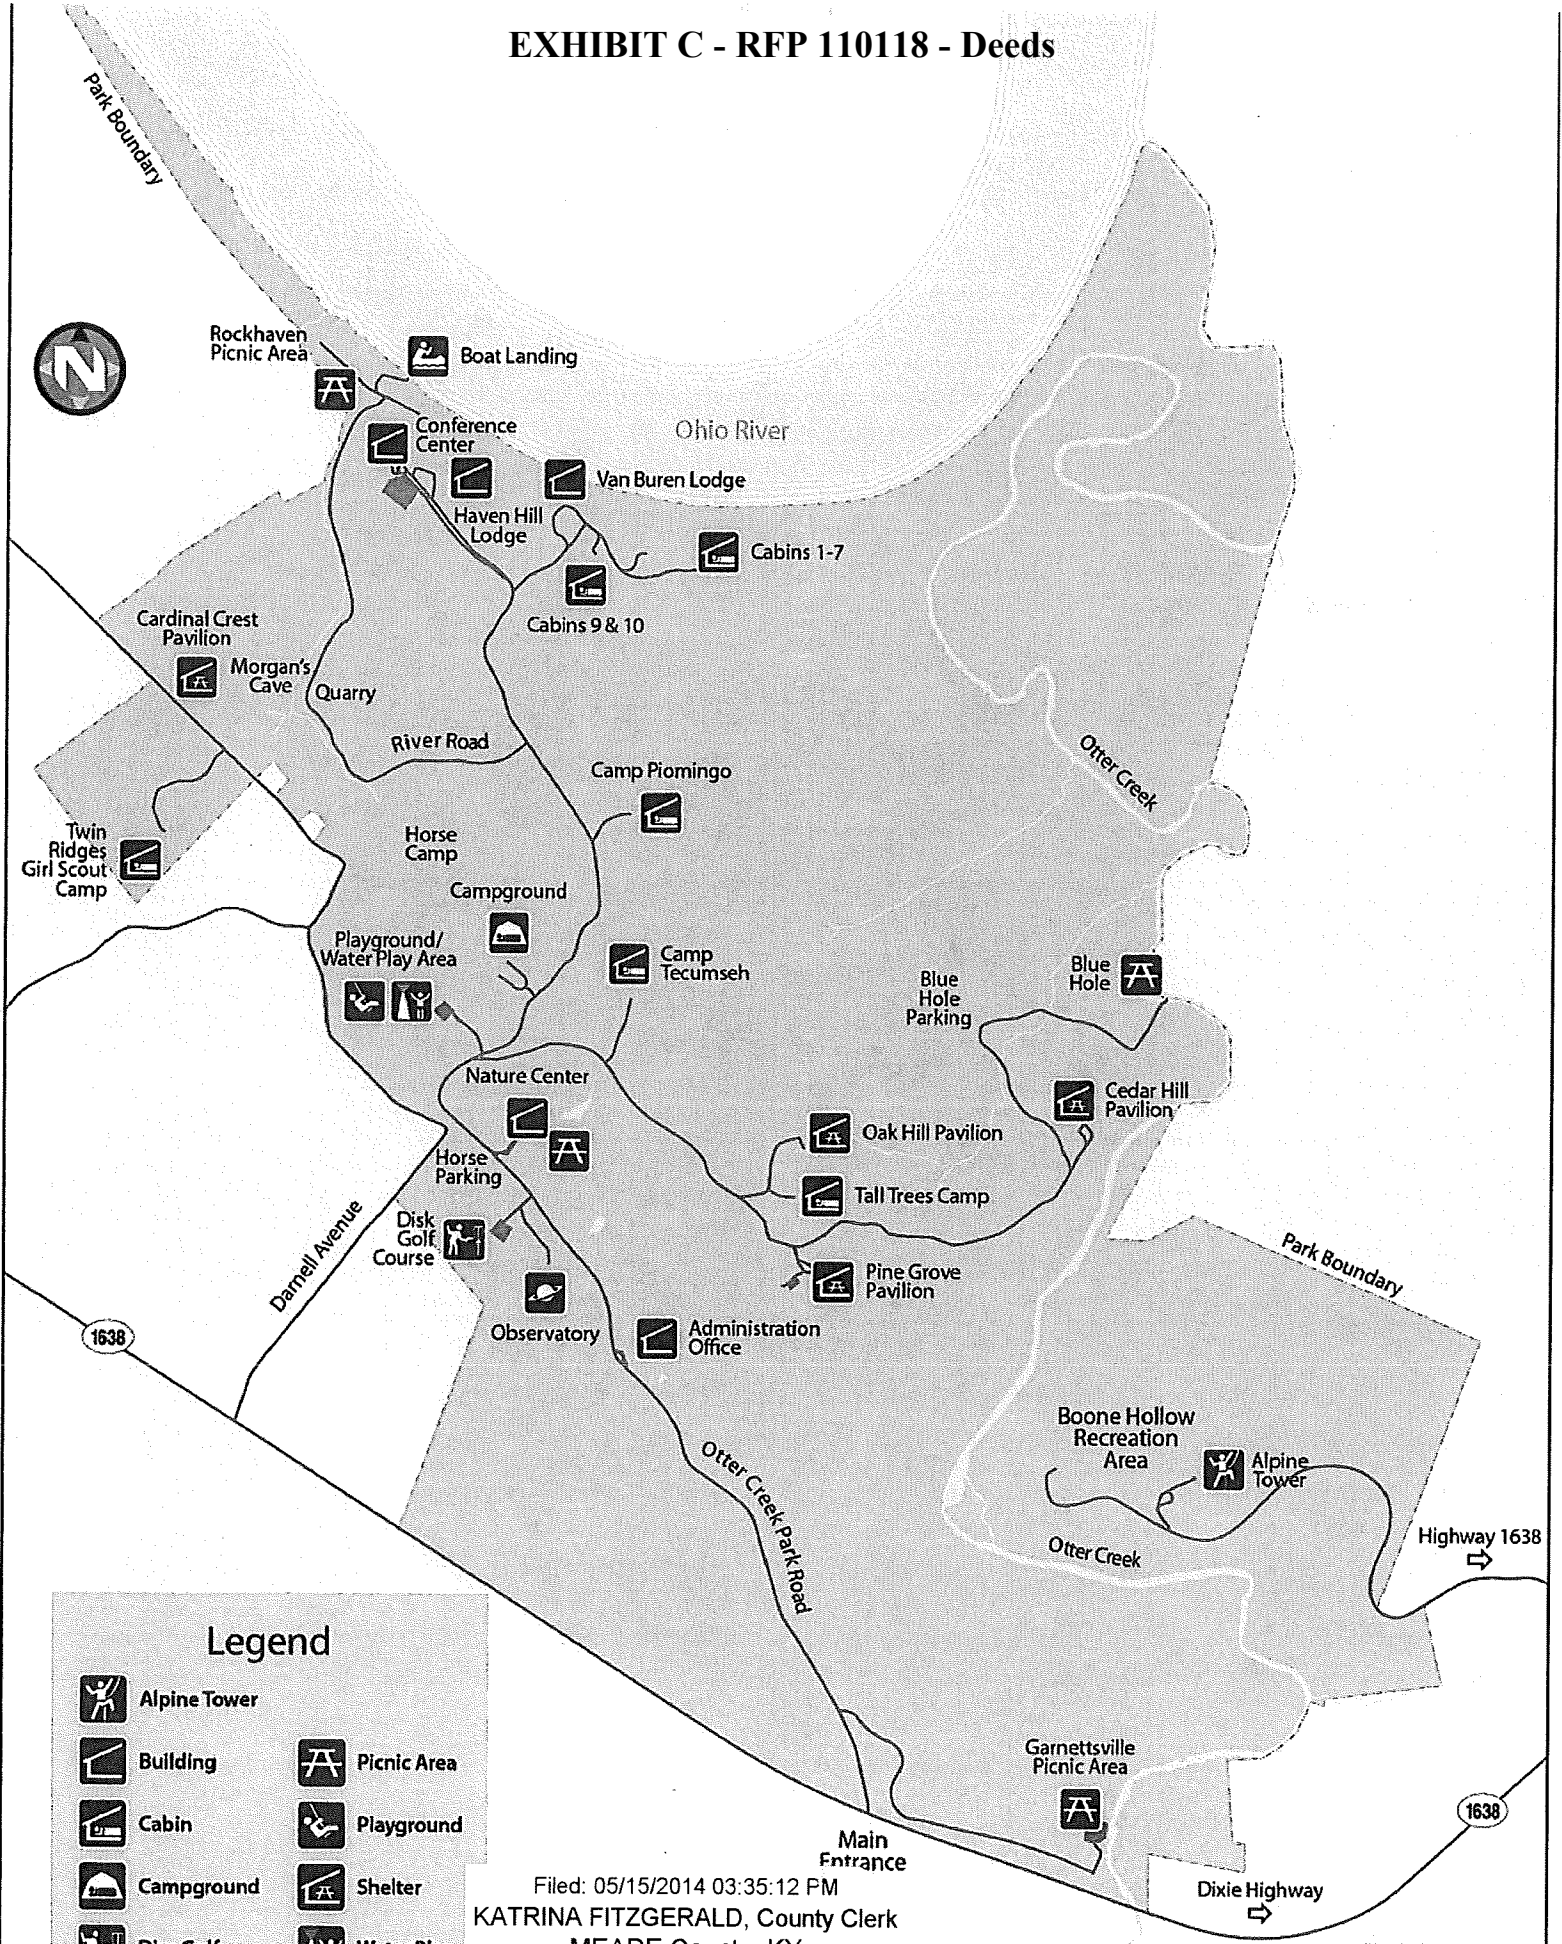 EXHIBIT C - RFP 110118 - Deeds
Park Boundary
N
Rockhaven
Picnic Area
Boat Landing
Conference
Center
Ohio River
Van Buren Lodge
Haven Hill
Lodge
Cabins 1-7
Cabins 9 & 10
Cardinal Crest
Pavilion
Morgan's
Cave
Quarry
River Road
Otter Creek
Camp Piomingo
Twin
Ridges
Girl Scout
Camp
Horse
Camp
Campground
Playground/
Water Play Area
Camp
Tecumseh
Blue
Hole
Blue
Hole
Parking
Nature Center
Cedar Hill
Pavilion
Oak Hill Pavilion
Horse
Parking
Tall Trees Camp
Disk
Golf
Course
Darnell Avenue
Park Boundary
Pine Grove
Pavilion
Observatory
Administration
Office
1638
Boone Hollow
Recreation
Area
Alpine
Tower
Otter Creek Park Road
Highway 1638
Otter Creek
Legend
Alpine Tower
Building
Picnic Area
Cabin
Playground
Campground
Shelter
Garnettsville
Picnic Area
1638
Main
Entrance
Dixie Highway
Filed: 05/15/2014 03:35:12 PM
KATRINA FITZGERALD, County Clerk